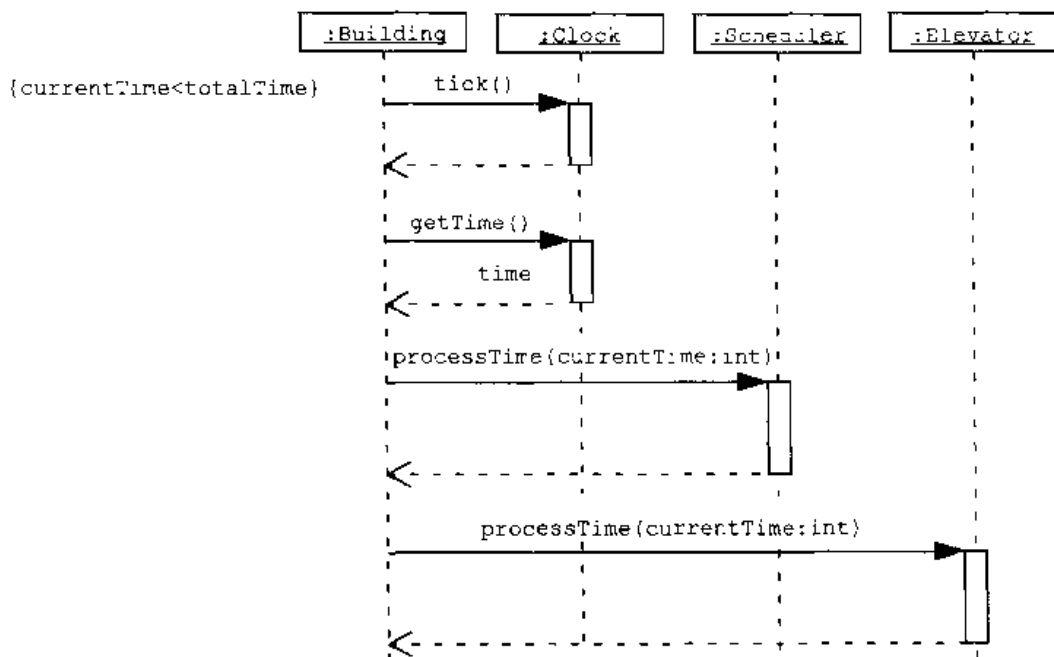 :Building
:Clock
:Scheduler
:Elevator
{currentTime<totalTime}
tick()
getTime()
time
processTime(currentTime:int)
processTime(currentTime:int)